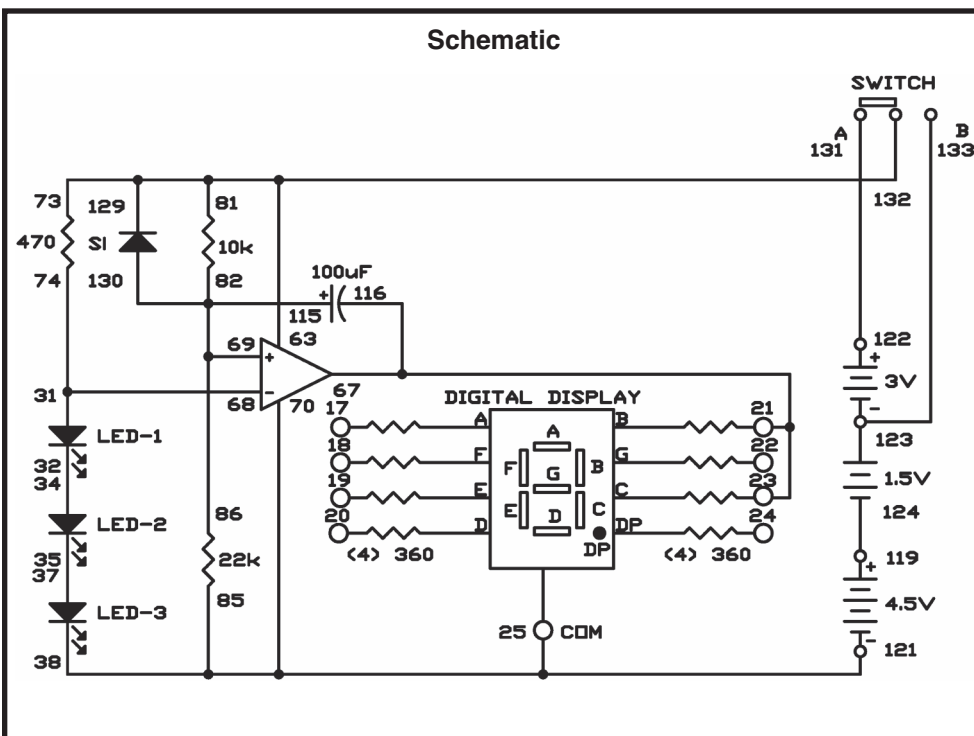 Schematic
SWITCH
A
131
B
133
132
73
470
74
129
SI
130
81
10k
82
100uF
+ 116
115
63
69
+
68
-
67
70
31
LED-1
32
34
LED-2
35
37
LED-3
38
86
22k
85
DIGITAL DISPLAY
17
A
18
F
19
E
20
D
(4) 360
A
F
B
G
E
C
D
DP
B
21
G
22
C
23
DP
24
(4) 360
25
COM
122
+
3V
-
123
1.5V
124
119
+
4.5V
-
121